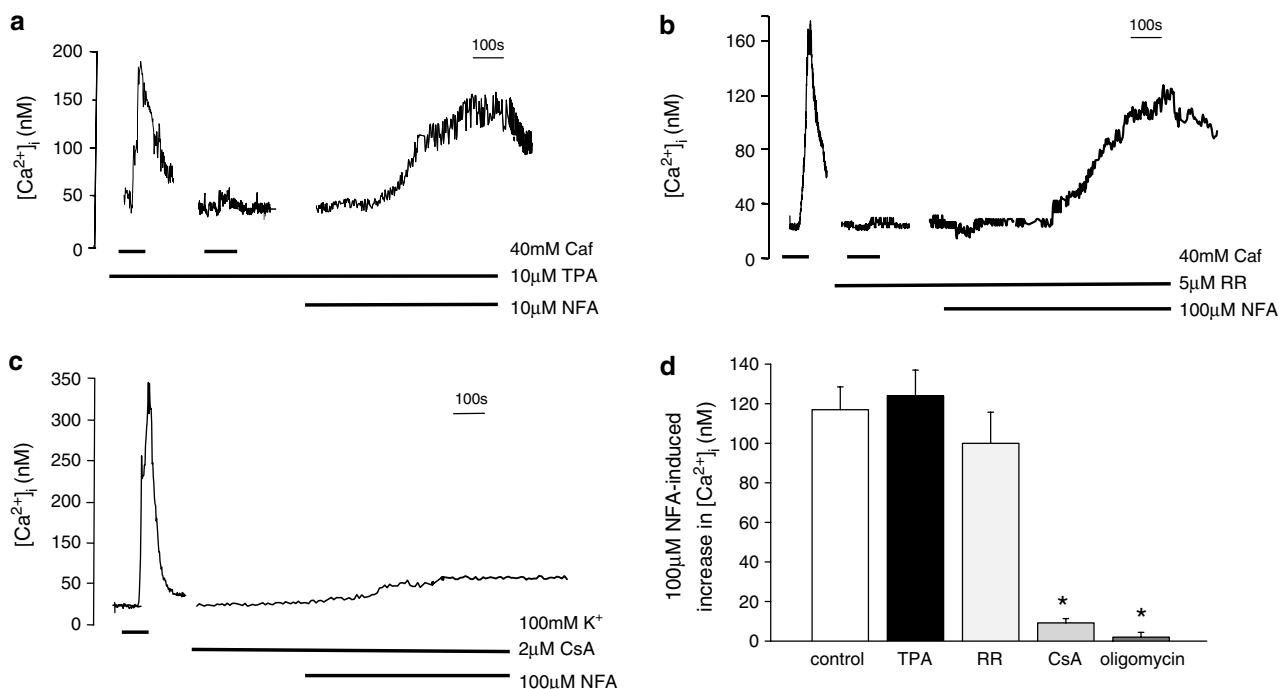 a
200
150
100
50
0
[Ca²⁺]ᵢ (nM)
100s
40mM Caf
10μM TPA
10μM NFA
b
160
120
80
40
0
[Ca²⁺]ᵢ (nM)
100s
40mM Caf
5μM RR
100μM NFA
c
350
300
250
200
150
100
50
0
[Ca²⁺]ᵢ (nM)
100s
100mM K⁺
2μM CsA
100μM NFA
d
140
120
100
80
60
40
20
0
100μM NFA-induced
increase in [Ca²⁺]ᵢ (nM)
* *
control TPA RR CsA oligomycin